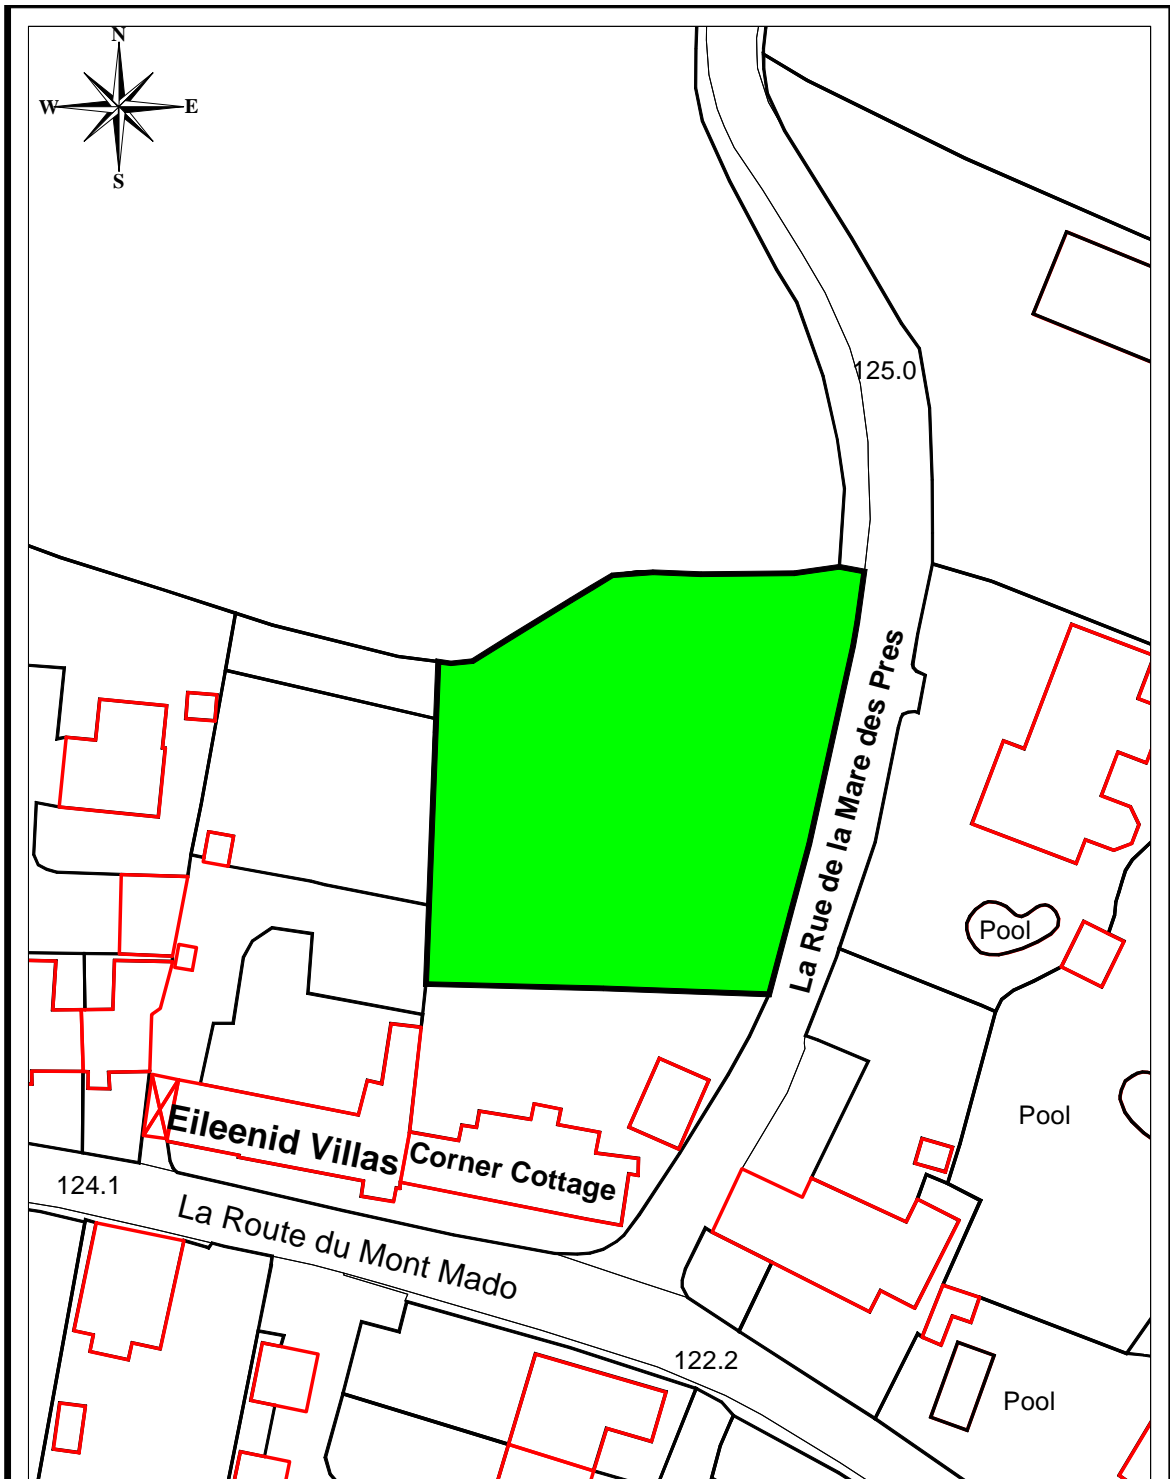 N
W E
S
125.0
La Rue de la Mare des Pres
Pool
Pool
Eileenid Villas
Corner Cottage
124.1
La Route du Mont Mado
122.2
Pool